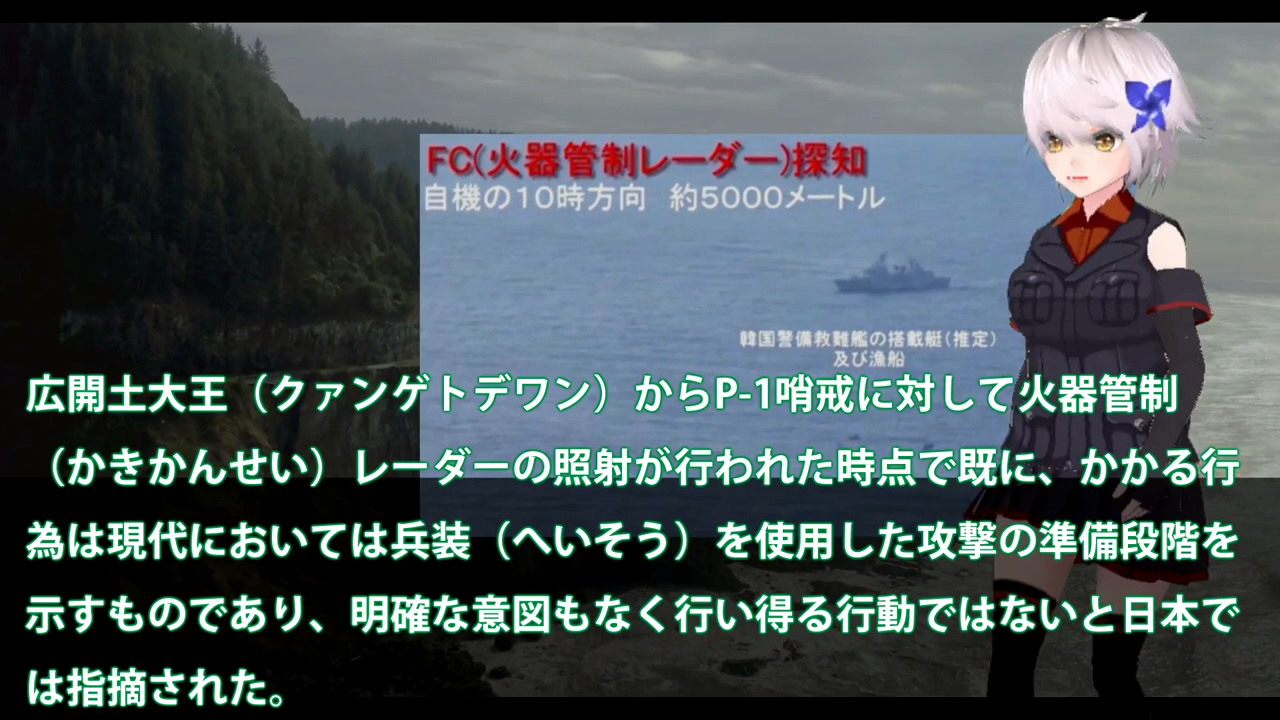 FC(火器管制レーダー)探知
自機の10時方向 約5000メートル
韓国警備救難艦の搭載艇(推定)
及び漁船
広開土大王（クァンゲトデワン）からP-1哨戒に対して火器管制
（かきかんせい）レーダーの照射が行われた時点で既に、かかる行
為は現代においては兵装（へいそう）を使用した攻撃の準備段階を
示すものであり、明確な意図もなく行い得る行動ではないと日本で
は指摘された。